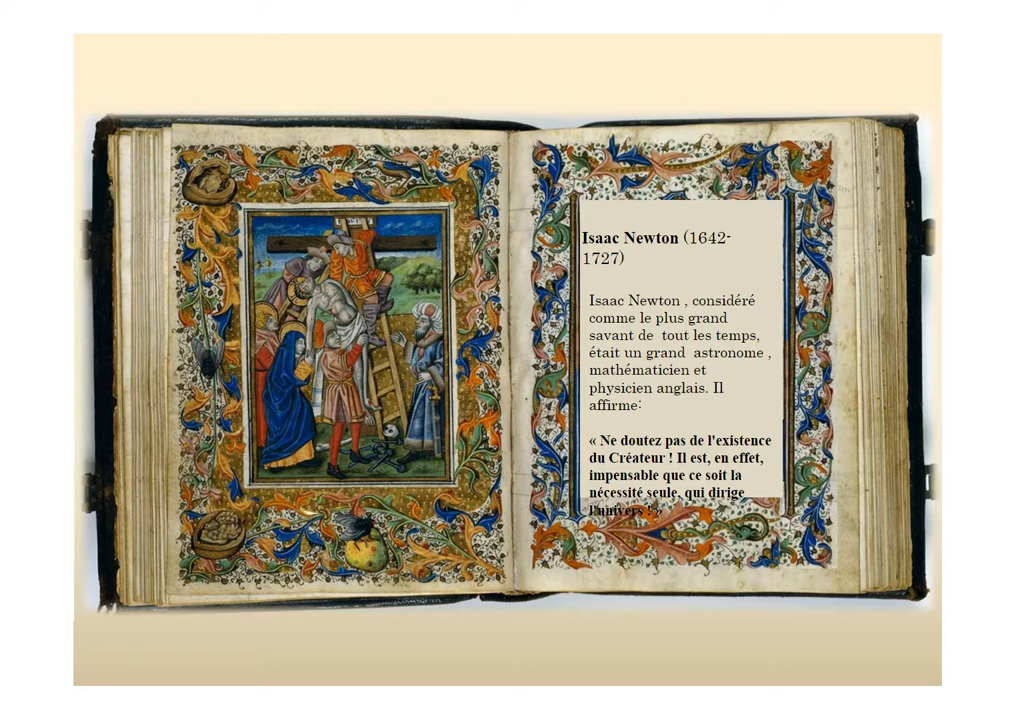 Isaac Newton (1642-
1727)
Isaac Newton , considéré
comme le plus grand
savant de  tout les temps,
était un grand  astronome ,
mathématicien et
physicien anglais. Il
affirme:
« Ne doutez pas de l'existence
du Créateur ! Il est, en effet,
impensable que ce soit la
nécessité seule, qui dirige
l'univers !»